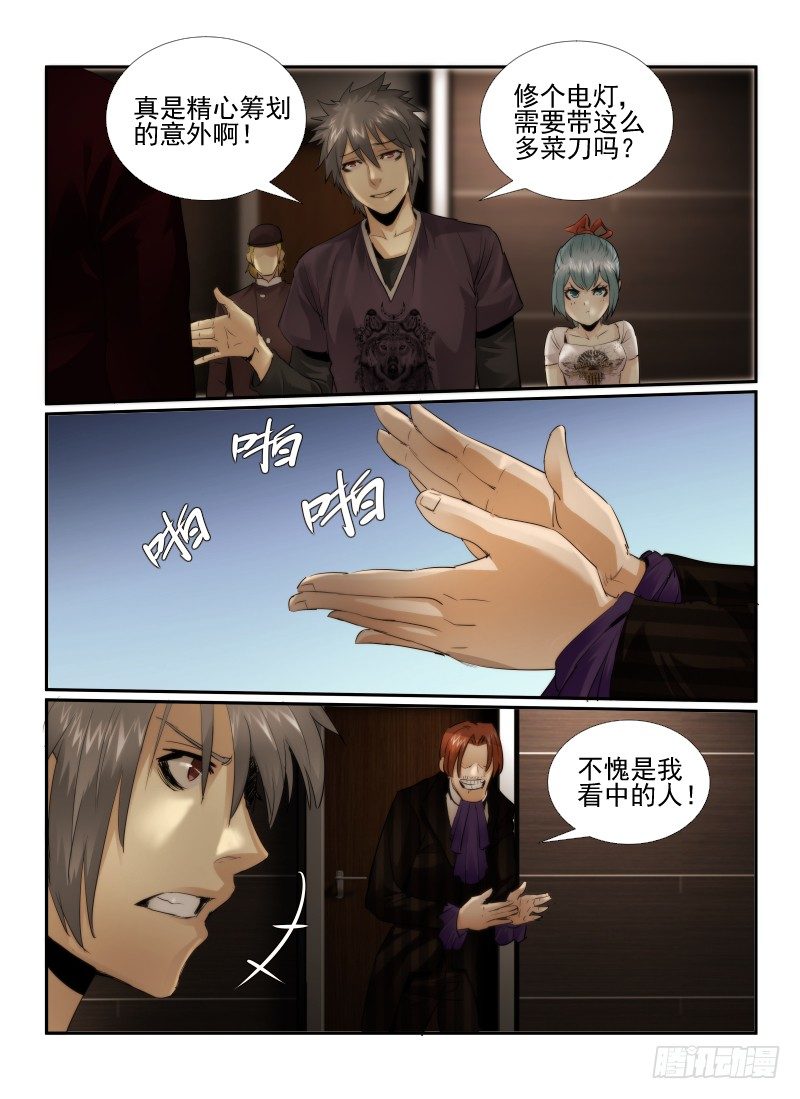 真是精心筹划
的意外啊！
修个电灯，
需要带这么
多菜刀吗？
啪
啪
啪
不愧是我
看中的人！
腾讯动漫